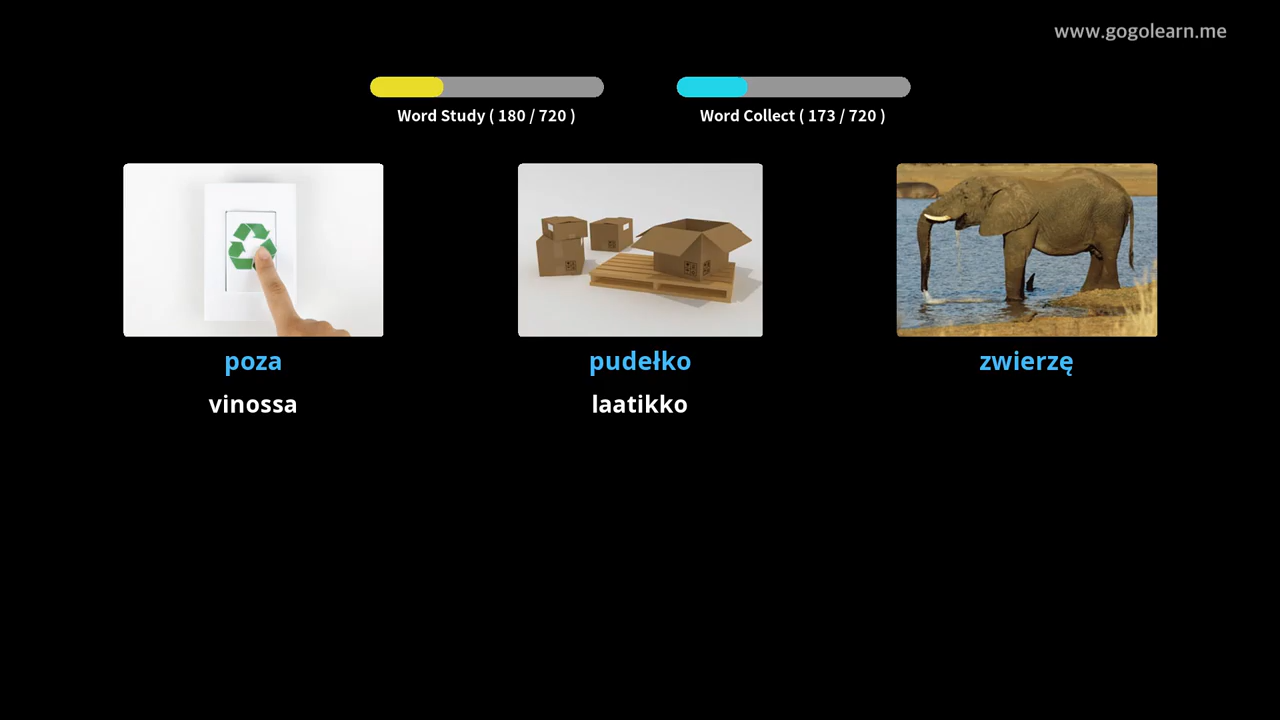 www.gogolearn.me
Word Study ( 180 / 720 )
Word Collect ( 173 / 720 )
poza
pudełko
zwierzę
vinossa
laatikko